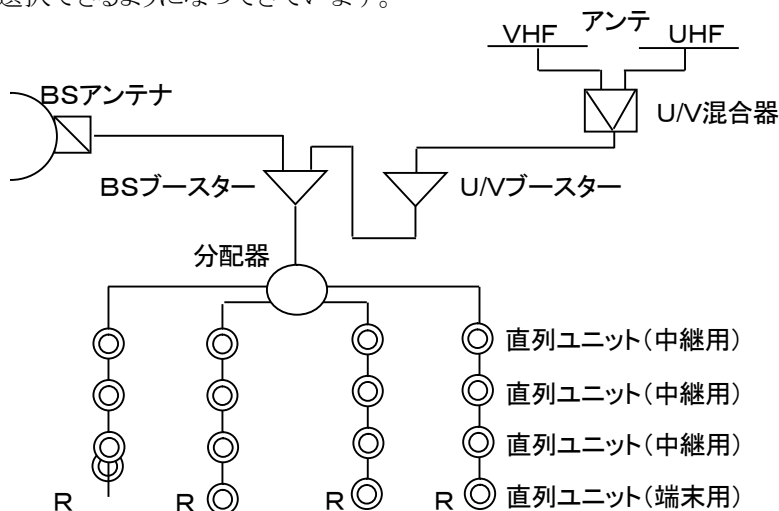 選択できるようになってきています。
アンテ
VHF UHF
BSアンテナ
U/V混合器
BSブースター U/Vブースター
分配器
直列ユニット(中継用)
直列ユニット(中継用)
直列ユニット(中継用)
R R R R 直列ユニット(端末用)